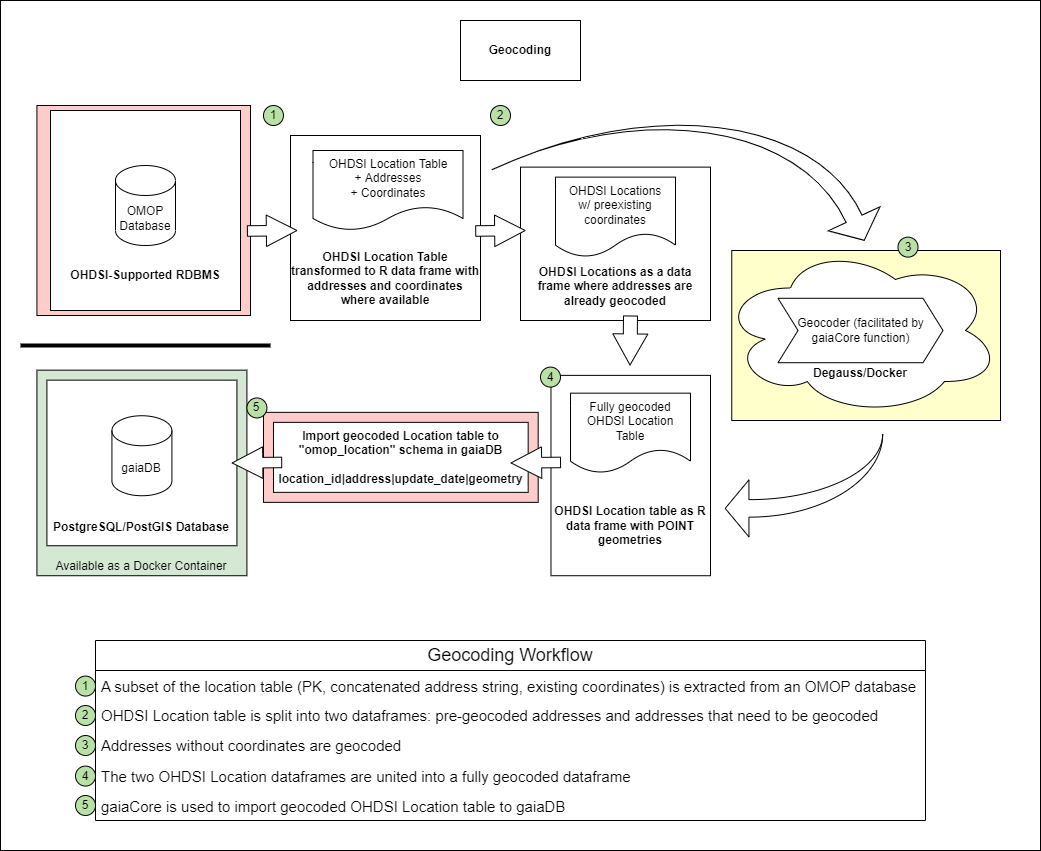 Geocoding
1
2
OMOP
Database
OHDSI-Supported RDBMS
OHDSI Location Table
+ Addresses
+ Coordinates
OHDSI Location Table
transformed to R data frame with
addresses and coordinates
where available
OHDSI Locations
w/ preexisting
coordinates
OHDSI Locations as a data
frame where addresses are
already geocoded
3
Geocoder (facilitated by
gaiaCore function)
Degauss/Docker
4
Fully geocoded
OHDSI Location
Table
OHDSI Location table as R
data frame with POINT
geometries
5
Import geocoded Location table to
"omop_location" schema in gaiaDB
location_id|address|update_date|geometry
gaiaDB
PostgreSQL/PostGIS Database
Available as a Docker Container
Geocoding Workflow
1 A subset of the location table (PK, concatenated address string, existing coordinates) is extracted from an OMOP database
2 OHDSI Location table is split into two dataframes: pre-geocoded addresses and addresses that need to be geocoded
3 Addresses without coordinates are geocoded
4 The two OHDSI Location dataframes are united into a fully geocoded dataframe
5 gaiaCore is used to import geocoded OHDSI Location table to gaiaDB